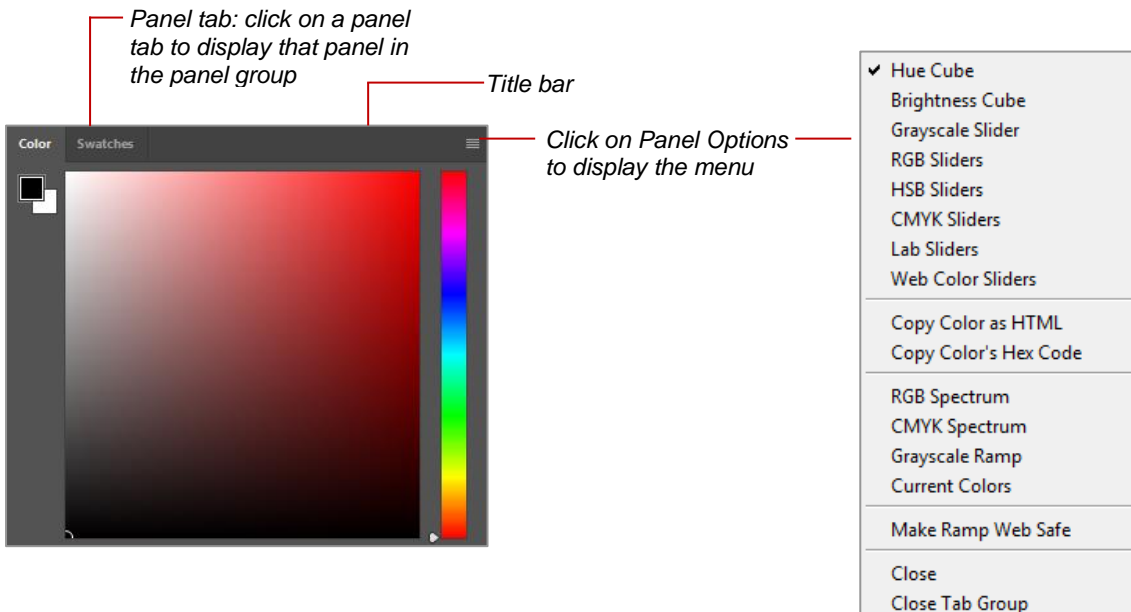 Panel tab: click on a panel
tab to display that panel in
the panel group
Title bar
Color Swatches
Click on Panel Options
to display the menu
Hue Cube
Brightness Cube
Grayscale Slider
RGB Sliders
HSB Sliders
CMYK Sliders
Lab Sliders
Web Color Sliders
Copy Color as HTML
Copy Color's Hex Code
RGB Spectrum
CMYK Spectrum
Grayscale Ramp
Current Colors
Make Ramp Web Safe
Close
Close Tab Group